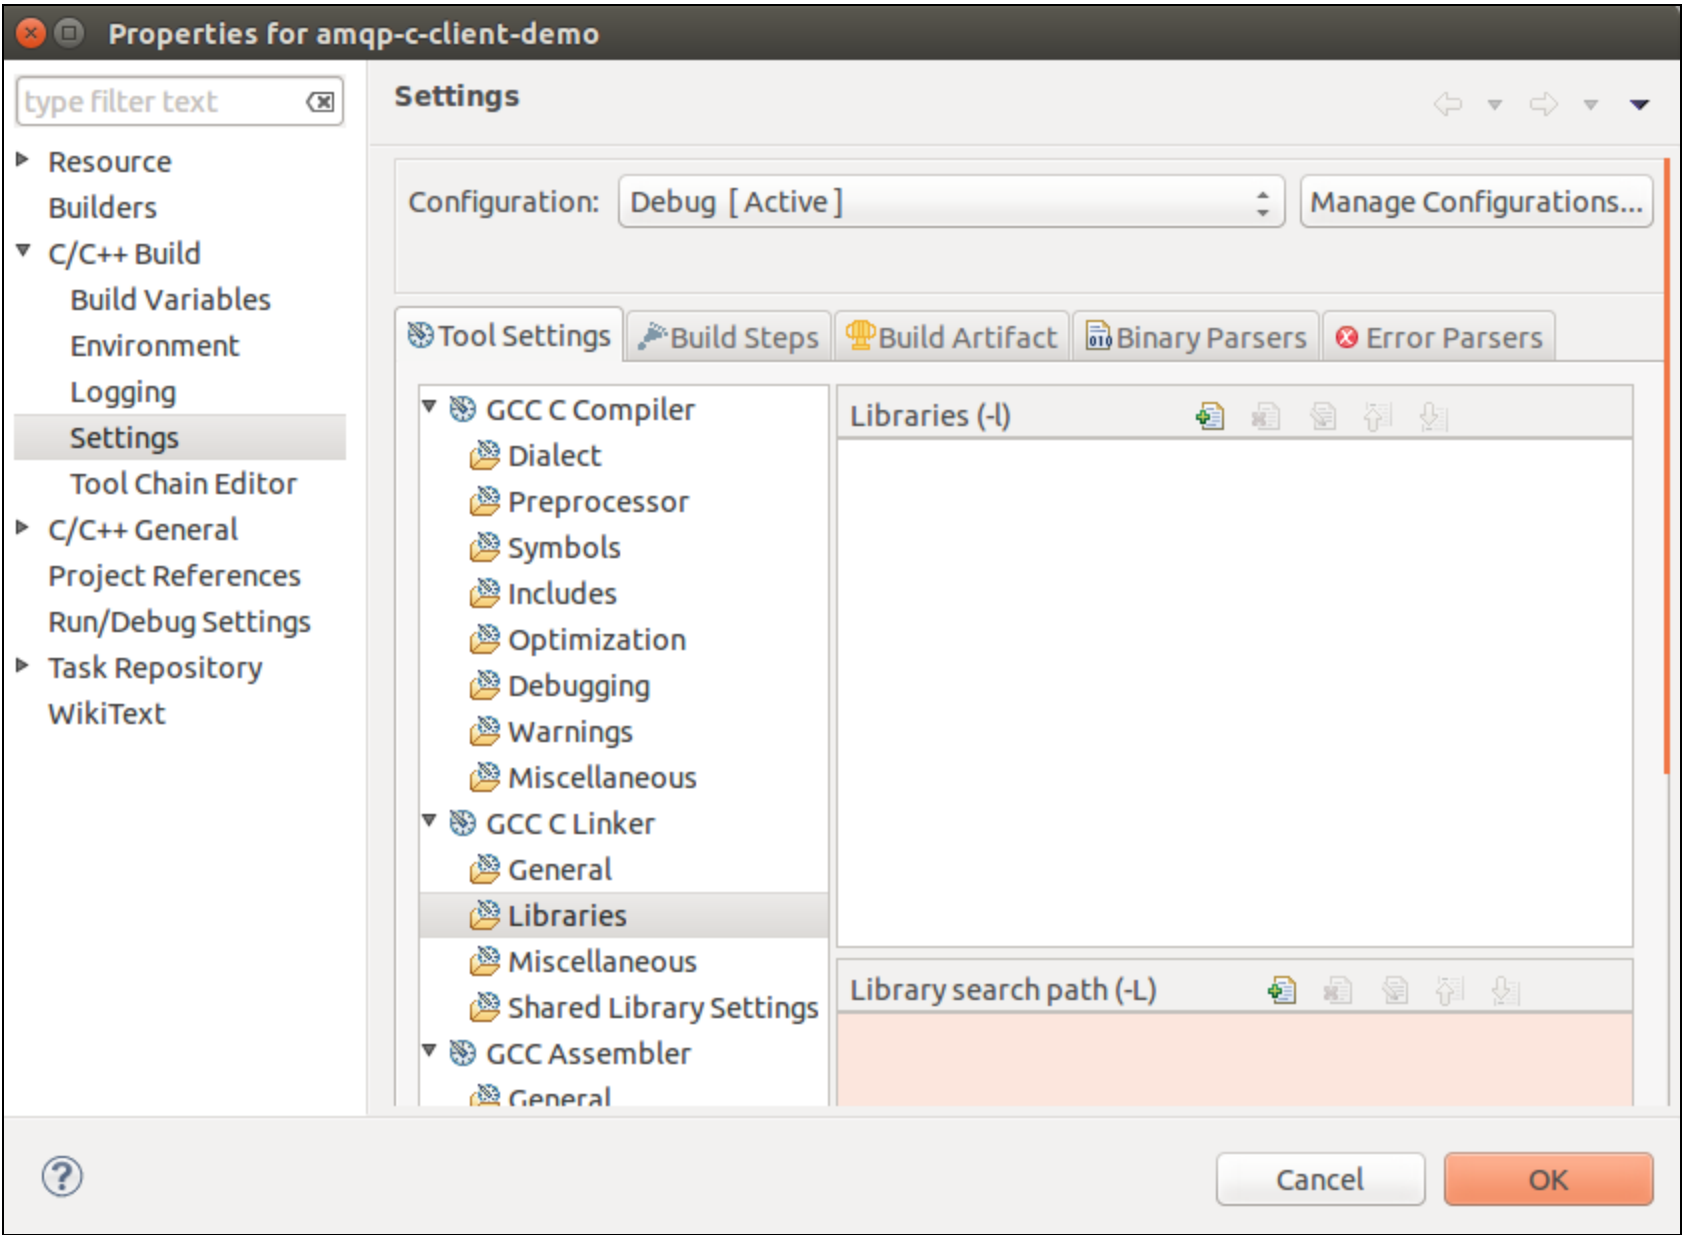 Properties for amqp-c-client-demo
type filter text
Resource
Builders
C/C++ Build
Build Variables
Environment
Logging
Settings
Tool Chain Editor
C/C++ General
Project References
Run/Debug Settings
Task Repository
WikiText
Settings
Configuration: Debug [ Active ] Manage Configurations...
Tool Settings Build Steps Build Artifact Binary Parsers Error Parsers
GCC C Compiler
Dialect
Preprocessor
Symbols
Includes
Optimization
Debugging
Warnings
Miscellaneous
GCC C Linker
General
Libraries
Miscellaneous
Shared Library Settings
GCC Assembler
General
Libraries (-l)
Library search path (-L)
Cancel OK